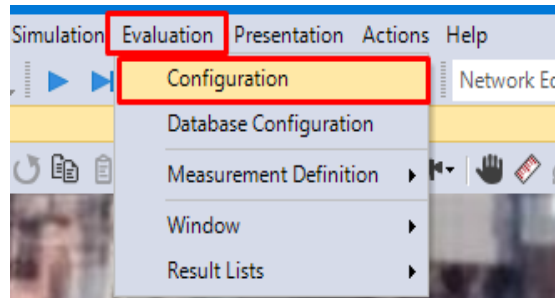 Simulation Evaluation Presentation Actions Help
Configuration
Network Ed
Database Configuration
Measurement Definition
Window
Result Lists